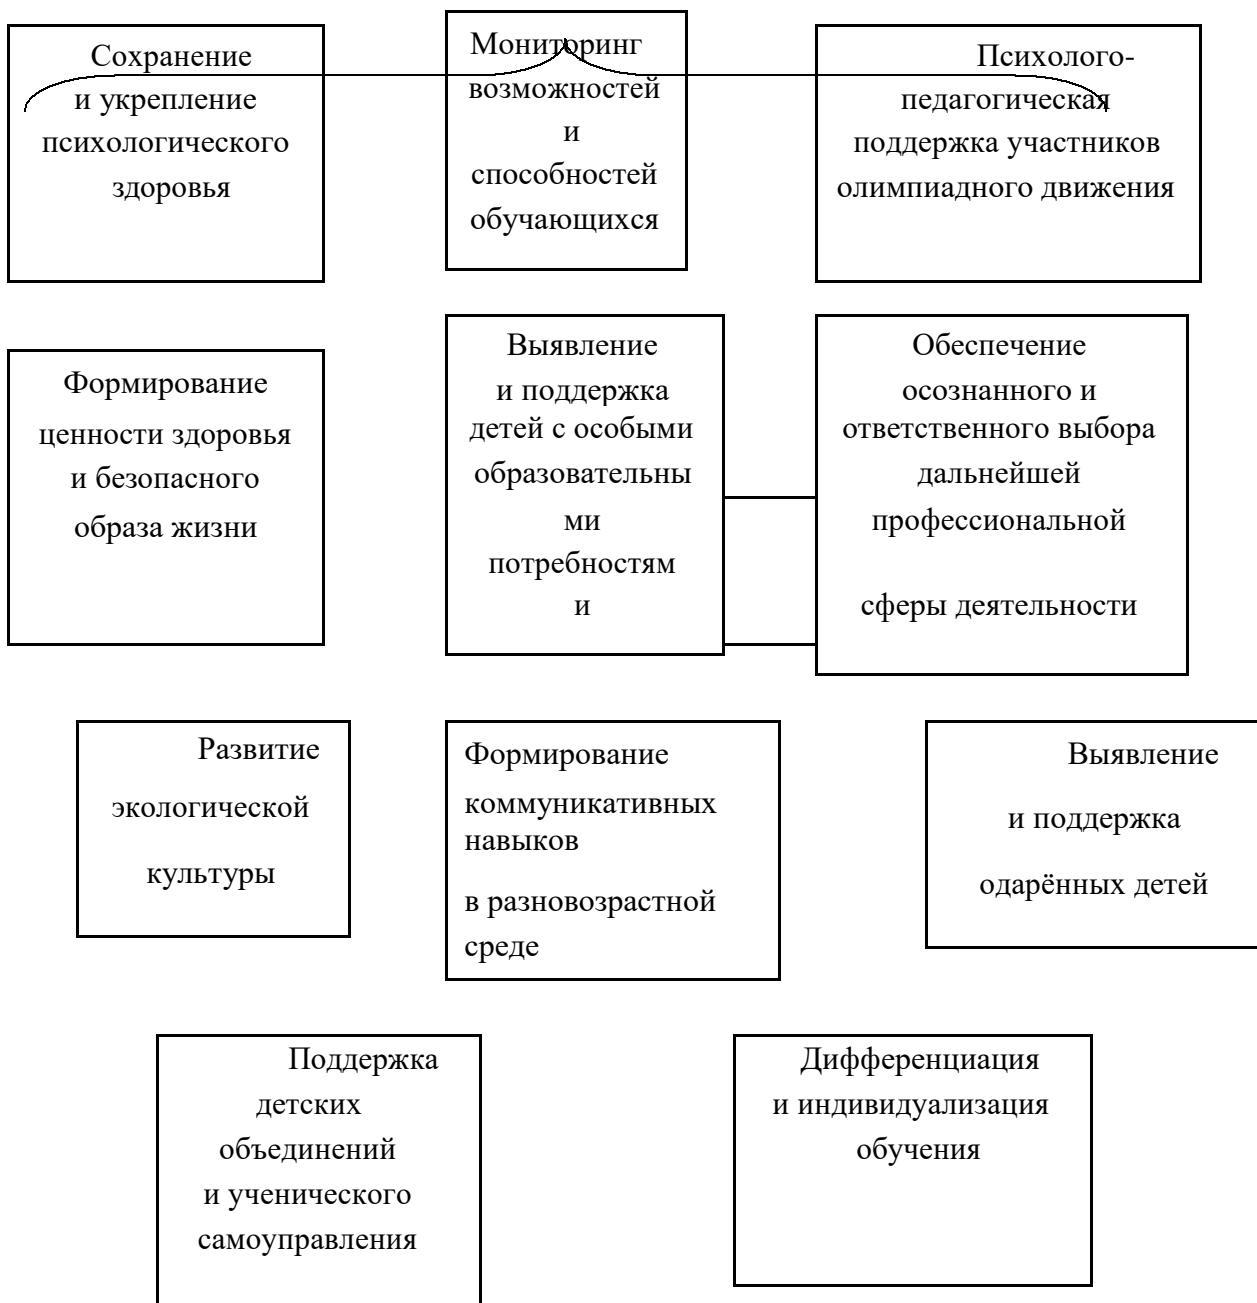 Сохранение
и укрепление
психологического
здоровья
Мониторинг
возможностей
и
способностей
обучающихся
Психолого-
педагогическая
поддержка участников
олимпиадного движения
Формирование
ценности здоровья
и безопасного
образа жизни
Выявление
и поддержка
детей с особыми
образовательны
ми
потребностям
и
Обеспечение
осознанного и
ответственного выбора
дальнейшей
профессиональной
сферы деятельности
Развитие
экологической
культуры
Формирование
коммуникативных
навыков
в разновозрастной
среде
Выявление
и поддержка
одарённых детей
Поддержка
детских
объединений
и ученического
самоуправления
Дифференциация
и индивидуализация
обучения